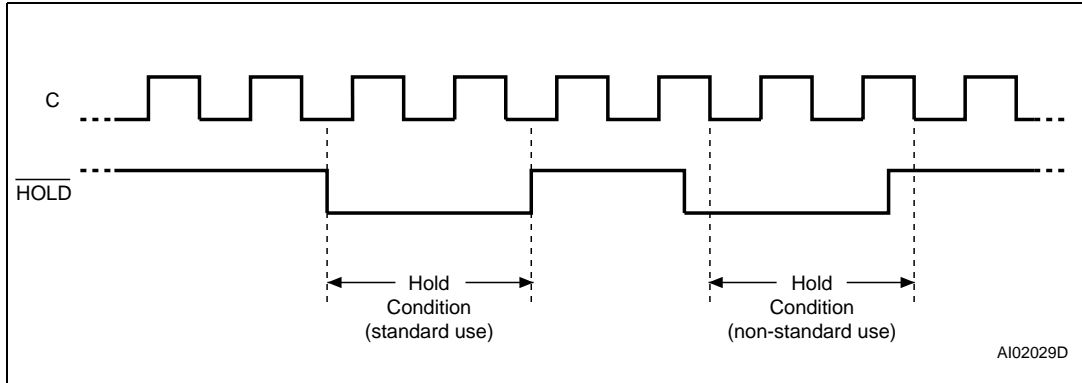 C
HOLD
Hold
Condition
(standard use)
Hold
Condition
(non-standard use)
AI02029D